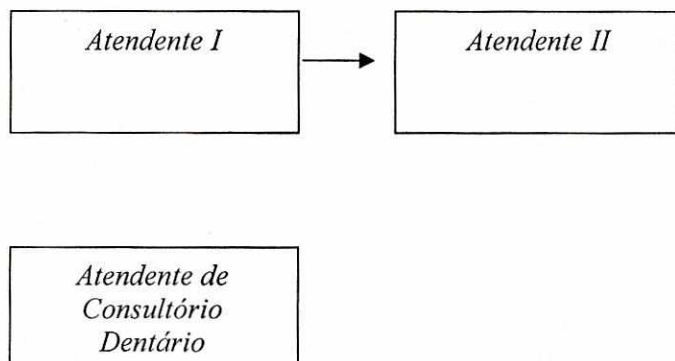 Atendente I
Atendente II
Atendente de
Consultório
Dentário